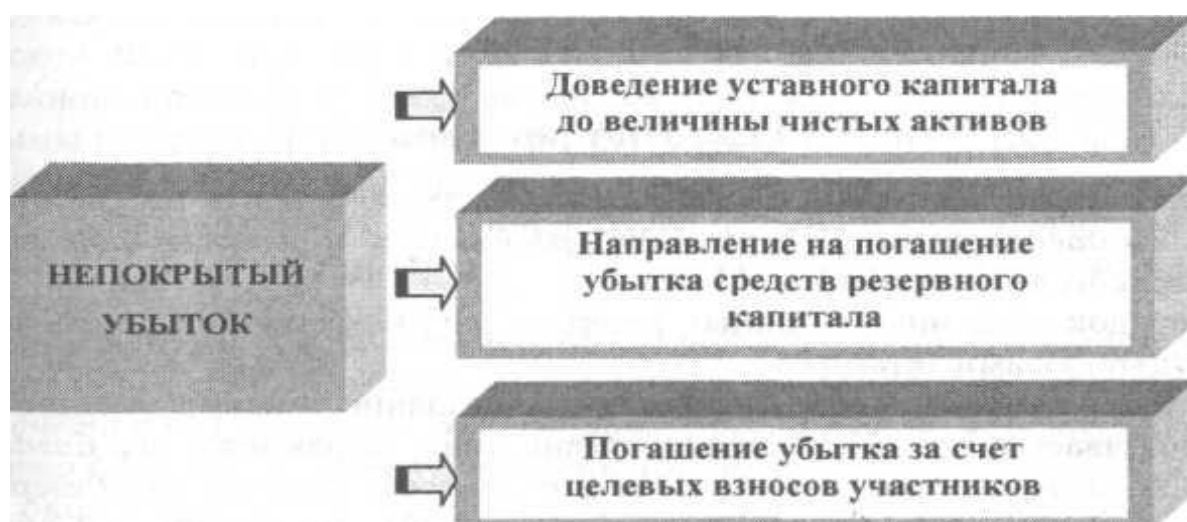 НЕПОКРЫТЫЙ
УБЫТОК
Доведение уставного капитала
до величины чистых активов
Направление на погашение
убытка средств резервного
капитала
Погашение убытка за счет
целевых взносов участников